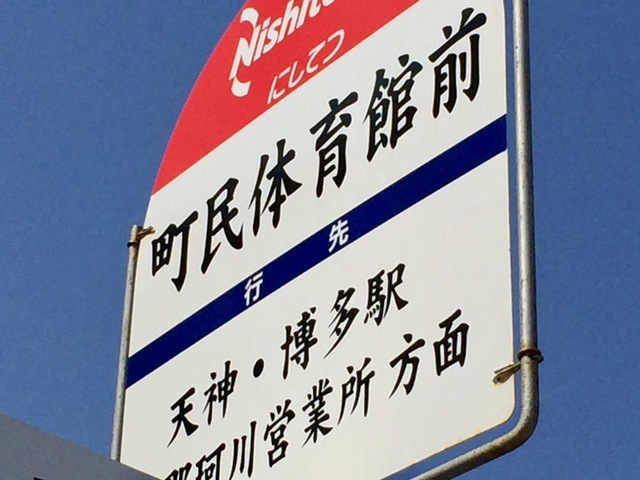 にしてつ
町民体育館前
行先
天神・博多駅
那珂川営業所 方面